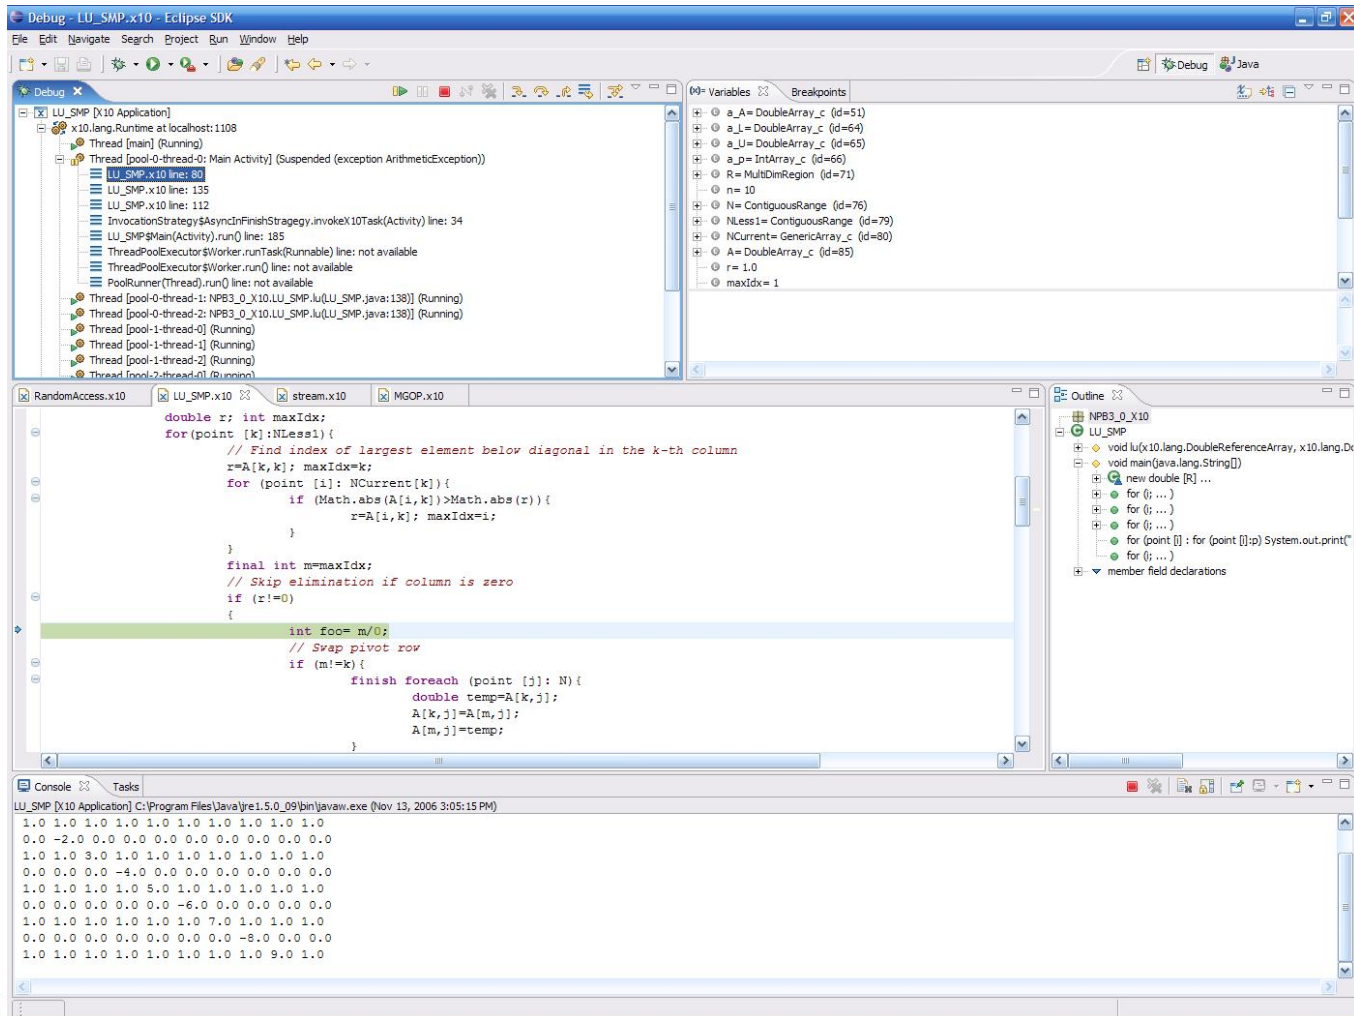 Debug - LU_SMP.x10 - Eclipse SDK
File Edit Navigate Search Project Run Window Help
Debug Java
Debug
LU_SMP [X10 Application]
x10.lang.Runtime at localhost:1108
Thread [main] (Running)
Thread [pool-0-thread-0: Main Activity] (Suspended (exception ArithmeticException))
LU_SMP.x10 line: 80
LU_SMP.x10 line: 135
LU_SMP.x10 line: 112
InvocationStrategy$AsyncInFinishStragegy.invokeX10Task(Activity) line: 34
LU_SMP$Main(Activity).run() line: 185
ThreadPoolExecutor$Worker.runTask(Runnable) line: not available
ThreadPoolExecutor$Worker.run() line: not available
PoolRunner(Thread).run() line: not available
Thread [pool-0-thread-1: NPB3_0_X10.LU_SMP.lu(LU_SMP.java:138)] (Running)
Thread [pool-0-thread-2: NPB3_0_X10.LU_SMP.lu(LU_SMP.java:138)] (Running)
Thread [pool-1-thread-0] (Running)
Thread [pool-1-thread-1] (Running)
Thread [pool-1-thread-2] (Running)
Thread [pool-2-thread-0] (Running)
(x)= Variables Breakpoints
a_A= DoubleArray_c (id=51)
a_L= DoubleArray_c (id=64)
a_U= DoubleArray_c (id=65)
a_p= IntArray_c (id=66)
R= MultiDimRegion (id=71)
n= 10
N= ContiguousRange (id=76)
NLess1= ContiguousRange (id=79)
NCurrent= GenericArray_c (id=80)
A= DoubleArray_c (id=85)
r= 1.0
maxIdx= 1
RandomAccess.x10 LU_SMP.x10 stream.x10 MGOP.x10
double r; int maxIdx;
for(point [k]:NLess1){
// Find index of largest element below diagonal in the k-th column
r=A[k,k]; maxIdx=k;
for (point [i]: NCurrent[k]){
if (Math.abs(A[i,k])>Math.abs(r)){
r=A[i,k]; maxIdx=i;
}
}
final int m=maxIdx;
// Skip elimination if column is zero
if (r!=0)
{
int foo= m/0;
// Swap pivot row
if (m!=k){
finish foreach (point [j]: N){
double temp=A[k,j];
A[k,j]=A[m,j];
A[m,j]=temp;
}
Outline
NPB3_0_X10
LU_SMP
void lu(x10.lang.DoubleReferenceArray, x10.lang.Do
void main(java.lang.String[])
new double [R] ...
for (i; ... )
for (i; ... )
for (i; ... )
for (point [i] : for (point [i]:p) System.out.print("
for (i; ... )
member field declarations
Console Tasks
LU_SMP [X10 Application] C:\Program Files\Java\jre1.5.0_09\bin\javaw.exe (Nov 13, 2006 3:05:15 PM)
1.0 1.0 1.0 1.0 1.0 1.0 1.0 1.0 1.0 1.0
0.0 -2.0 0.0 0.0 0.0 0.0 0.0 0.0 0.0 0.0
1.0 1.0 3.0 1.0 1.0 1.0 1.0 1.0 1.0 1.0
0.0 0.0 0.0 -4.0 0.0 0.0 0.0 0.0 0.0 0.0
1.0 1.0 1.0 1.0 5.0 1.0 1.0 1.0 1.0 1.0
0.0 0.0 0.0 0.0 0.0 -6.0 0.0 0.0 0.0 0.0
1.0 1.0 1.0 1.0 1.0 1.0 7.0 1.0 1.0 1.0
0.0 0.0 0.0 0.0 0.0 0.0 0.0 -8.0 0.0 0.0
1.0 1.0 1.0 1.0 1.0 1.0 1.0 1.0 9.0 1.0